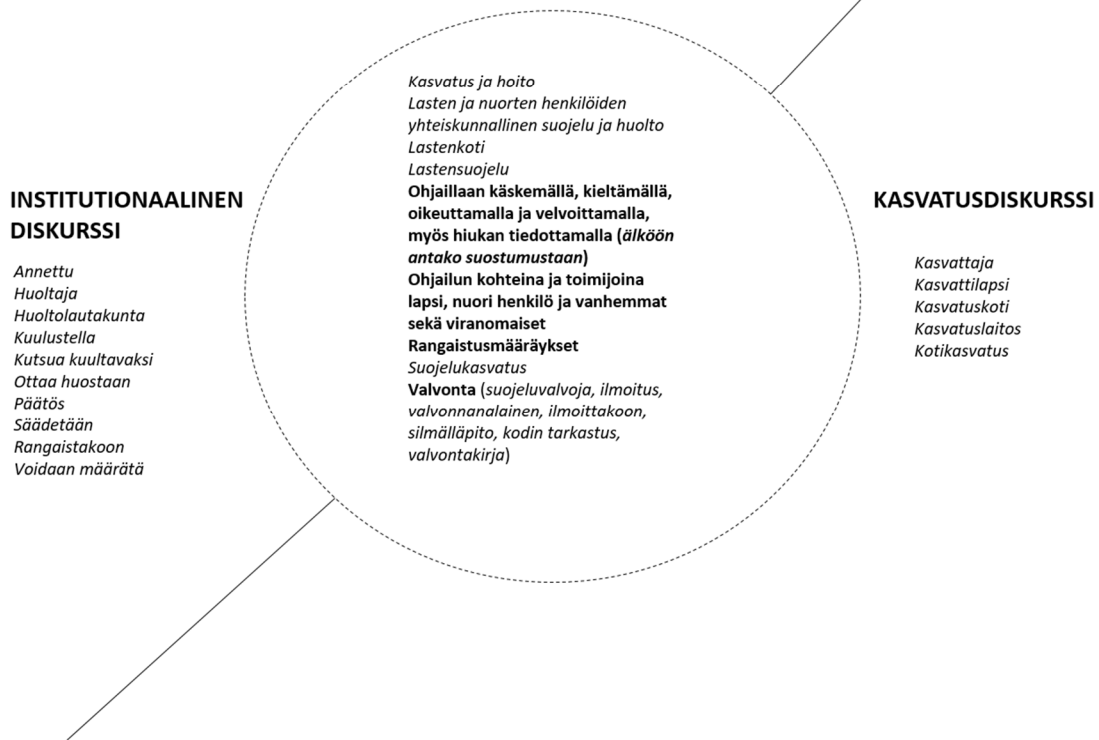 INSTITUTIONAALINEN
DISKURSSI
Annettu
Huoltaja
Huoltolautakunta
Kuulustella
Kutsua kuultavaksi
Ottaa huostaan
Päätös
Säädetään
Rangaistakoon
Voidaan määrätä
Kasvatus ja hoito
Lasten ja nuorten henkilöiden
yhteiskunnallinen suojelu ja huolto
Lastenkoti
Lastensuojelu
Ohjaillaan käskemällä, kieltämällä,
oikeuttamalla ja velvoittamalla,
myös hiukan tiedottamalla (älköön
antako suostumustaan)
Ohjailun kohteina ja toimijoina
lapsi, nuori henkilö ja vanhemmat
sekä viranomaiset
Rangaistusmääräykset
Suojelukasvatus
Valvonta (suojeluvalvoja, ilmoitus,
valvonnanalainen, ilmoittakoon,
silmälläpito, kodin tarkastus,
valvontakirja)
KASVATUSDISKURSSI
Kasvattaja
Kasvattilapsi
Kasvatuskoti
Kasvatuslaitos
Kotikasvatus